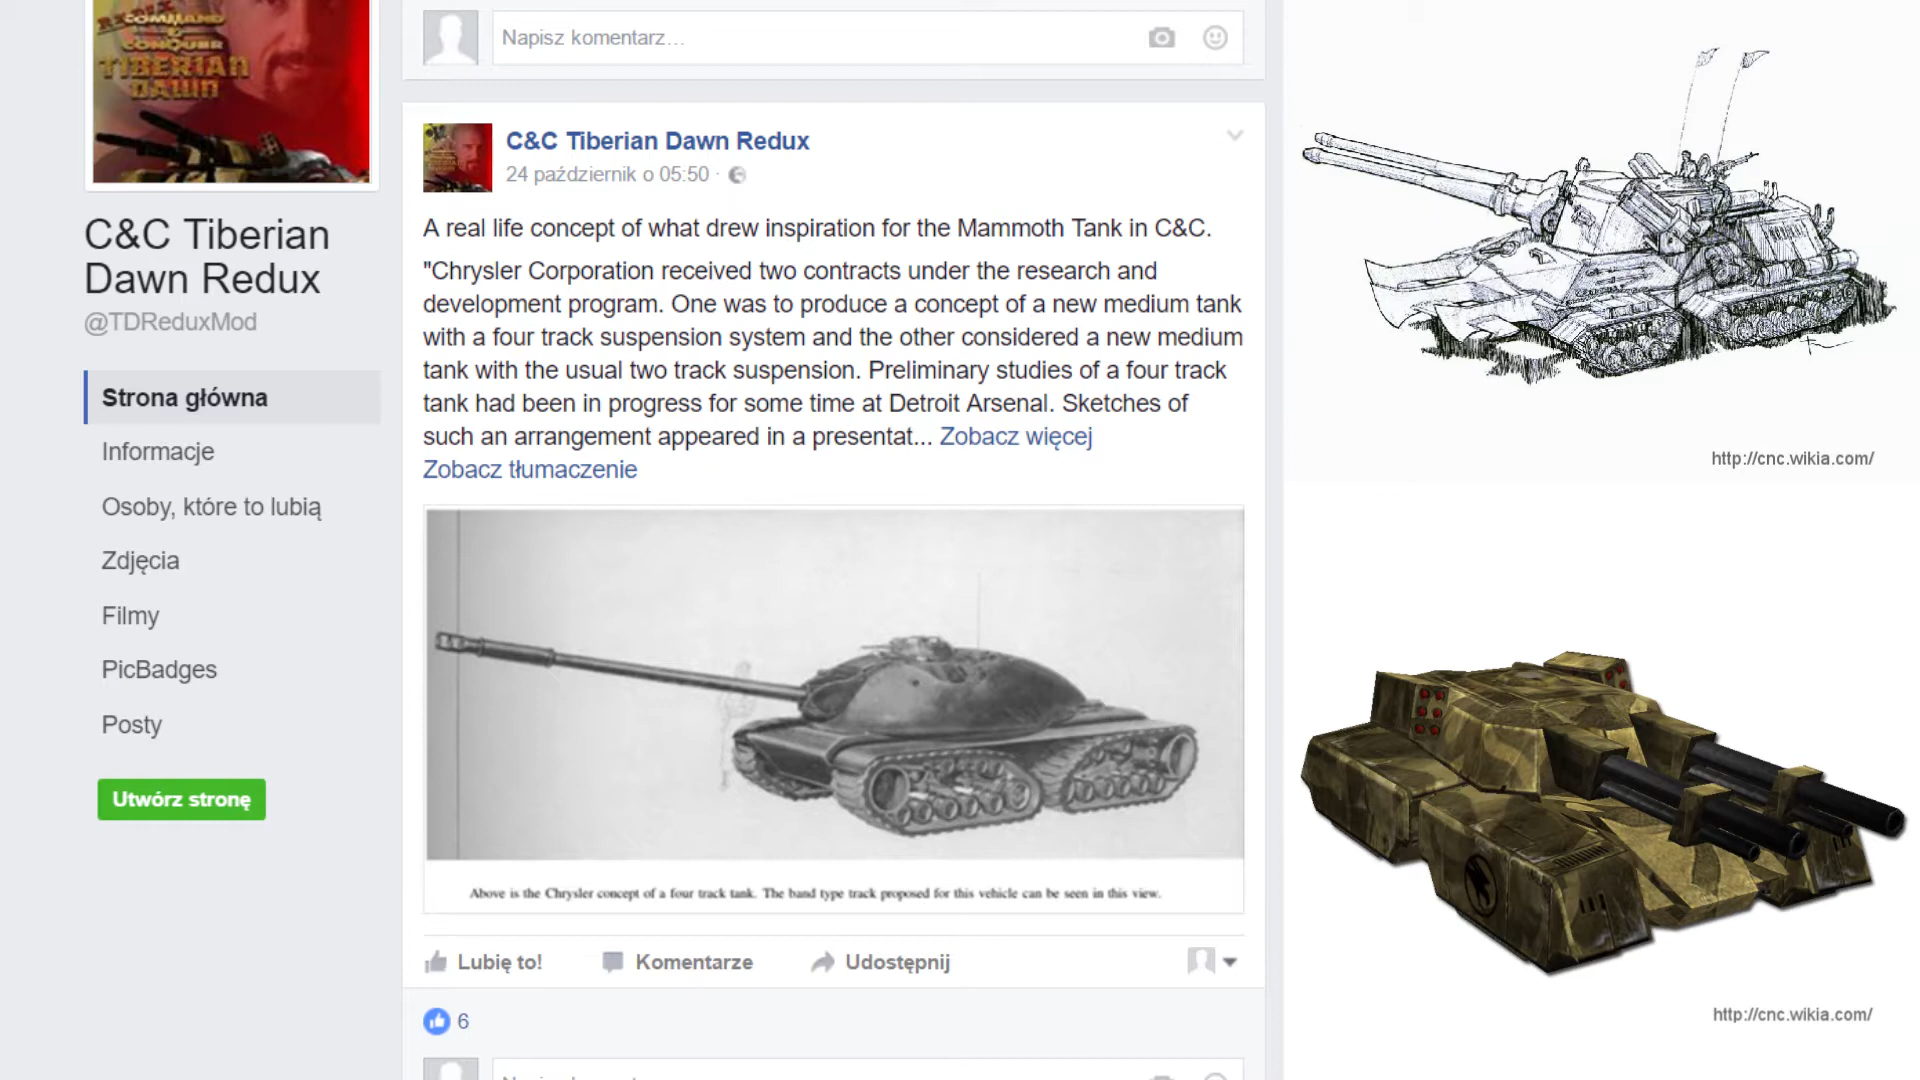 REDUX
COMMAND
&
CONQUER
TIBERIAN
DAWN
C&C Tiberian
Dawn Redux
@TDReduxMod
Strona główna
Informacje
Osoby, które to lubią
Zdjęcia
Filmy
PicBadges
Posty
Utwórz stronę
Napisz komentarz...
C&C Tiberian Dawn Redux
24 październik o 05:50 ·
A real life concept of what drew inspiration for the Mammoth Tank in C&C.
"Chrysler Corporation received two contracts under the research and
development program. One was to produce a concept of a new medium tank
with a four track suspension system and the other considered a new medium
tank with the usual two track suspension. Preliminary studies of a four track
tank had been in progress for some time at Detroit Arsenal. Sketches of
such an arrangement appeared in a presentat... Zobacz więcej
Zobacz tłumaczenie
Above is the Chrysler concept of a four track tank. The band type track proposed for this vehicle can be seen in this view.
Lubię to!
Komentarze
Udostępnij
6
http://cnc.wikia.com/
http://cnc.wikia.com/